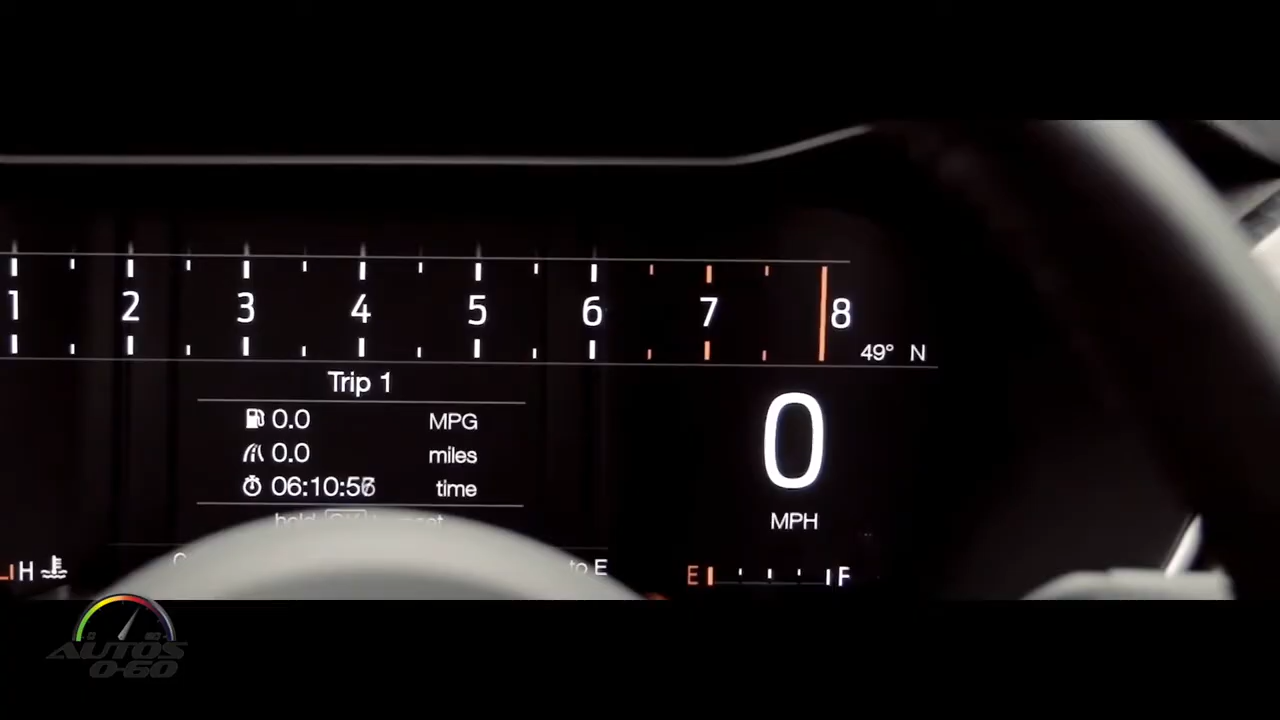 1 2 3 4 5 6 7 8
49° N
Trip 1
0.0 MPG
0.0 miles
06:10:56 time
0
MPH
to E
H
E F
AUTOS
0-60